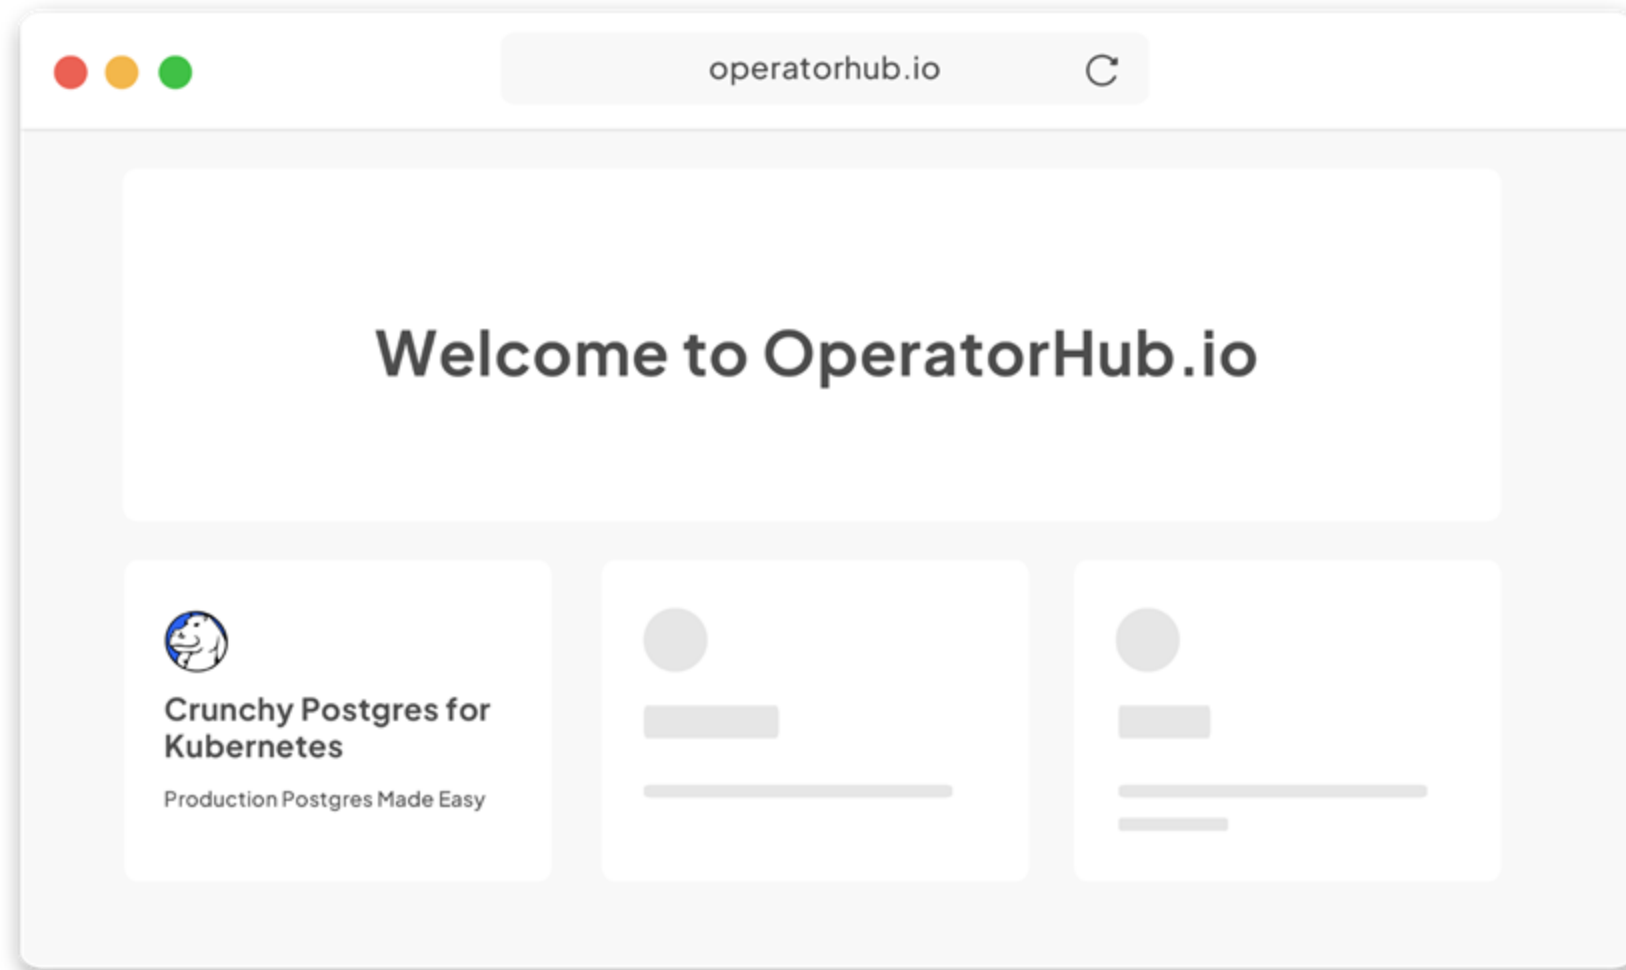 operatorhub.io
Welcome to OperatorHub.io
Crunchy Postgres for
Kubernetes
Production Postgres Made Easy